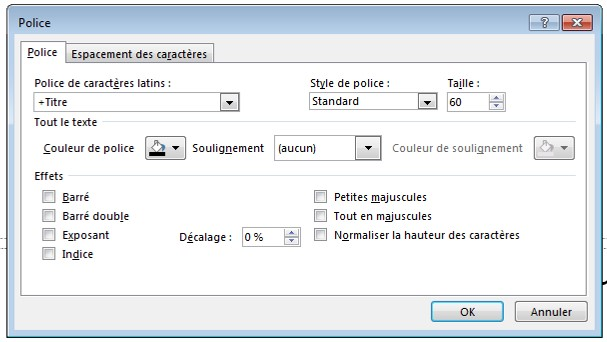 Police
Police Espacement des caractères
Police de caractères latins : Style de police : Taille :
+Titre Standard 60
Tout le texte
Couleur de police Soulignement (aucun) Couleur de soulignement
Effets
Barré Petites majuscules
Barré double Tout en majuscules
Exposant Décalage : 0 % Normaliser la hauteur des caractères
Indice
OK Annuler